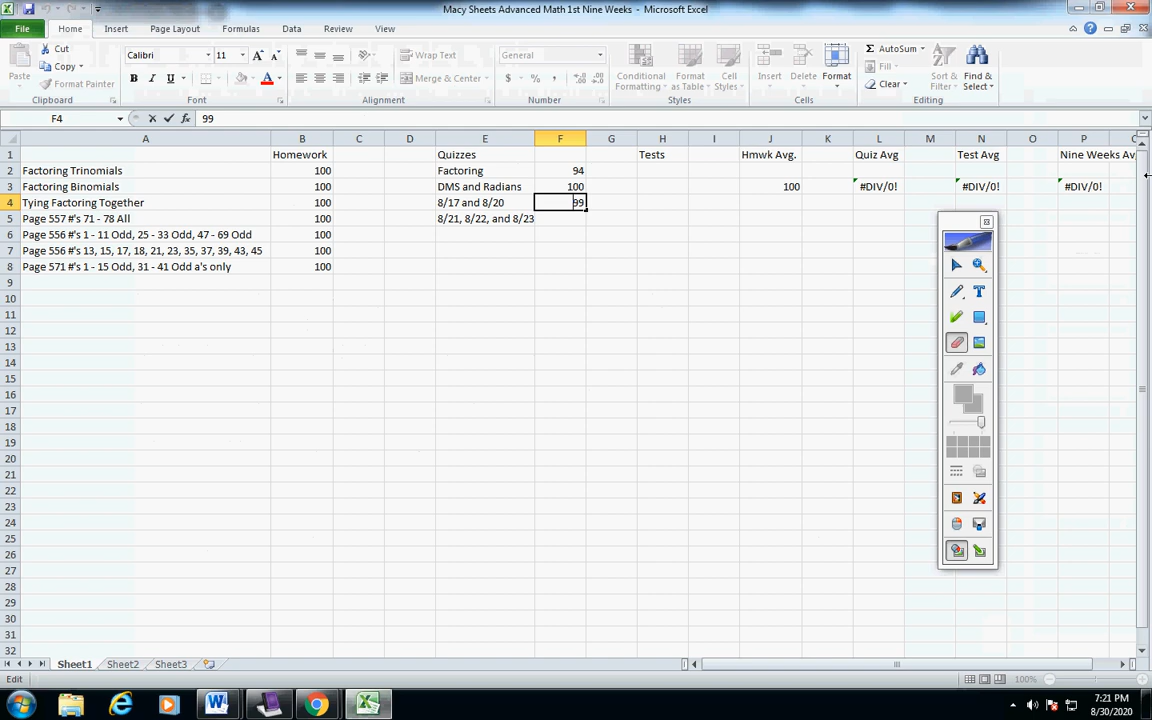 Macy Sheets Advanced Math 1st Nine Weeks - Microsoft Excel
File Home Insert Page Layout Formulas Data Review View
Paste Cut Copy Format Painter
Calibri 11 A A
B I U A
Wrap Text Merge & Center
General
$ % ,
Conditional Formatting Format as Table Cell Styles
Insert Delete Format
AutoSum Fill Clear
Sort & Filter Find & Select
Clipboard Font Alignment Number Styles Cells Editing
F4 fx 99
A B C D E F G H I J K L M N O P
1 Homework Quizzes Tests Hmwk Avg. Quiz Avg Test Avg Nine Weeks Av
2 Factoring Trinomials 100 Factoring 94
3 Factoring Binomials 100 DMS and Radians 100 100 #DIV/0! #DIV/0! #DIV/0!
4 Tying Factoring Together 100 8/17 and 8/20 99
5 Page 557 #'s 71 - 78 All 100 8/21, 8/22, and 8/23
6 Page 556 #'s 1 - 11 Odd, 25 - 33 Odd, 47 - 69 Odd 100
7 Page 556 #'s 13, 15, 17, 18, 21, 23, 35, 37, 39, 43, 45 100
8 Page 571 #'s 1 - 15 Odd, 31 - 41 Odd a's only 100
9
10
11
12
13
14
15
16
17
18
19
20
21
22
23
24
25
26
27
28
29
30
31
32
Sheet1 Sheet2 Sheet3
Edit 100%
7:21 PM
8/30/2020